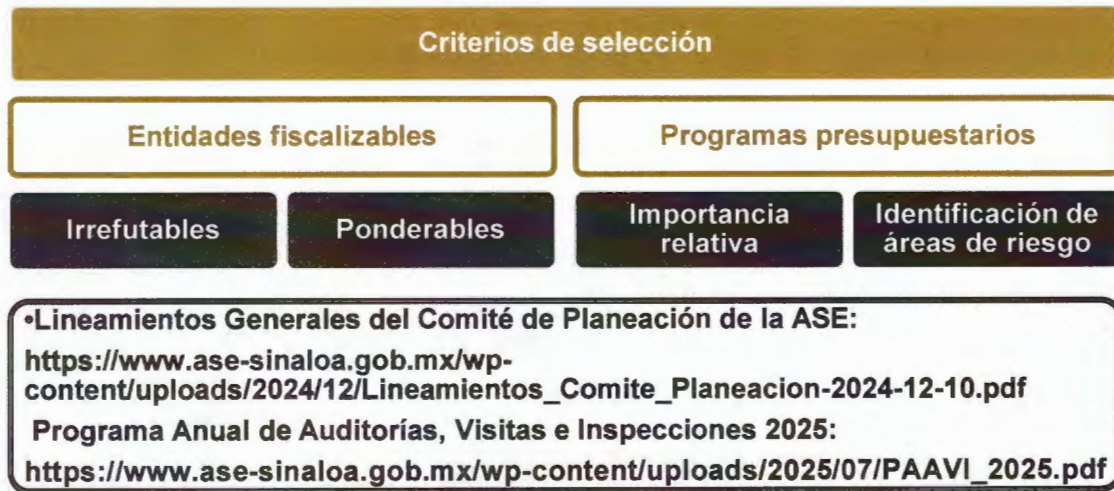 Criterios de selección
Entidades fiscalizables
Programas presupuestarios
Irrefutables
Ponderables
Importancia
relativa
Identificación de
áreas de riesgo
•Lineamientos Generales del Comité de Planeación de la ASE:
https://www.ase-sinaloa.gob.mx/wp-
content/uploads/2024/12/Lineamientos_Comite_Planeacion-2024-12-10.pdf
Programa Anual de Auditorías, Visitas e Inspecciones 2025:
https://www.ase-sinaloa.gob.mx/wp-content/uploads/2025/07/PAAVI_2025.pdf